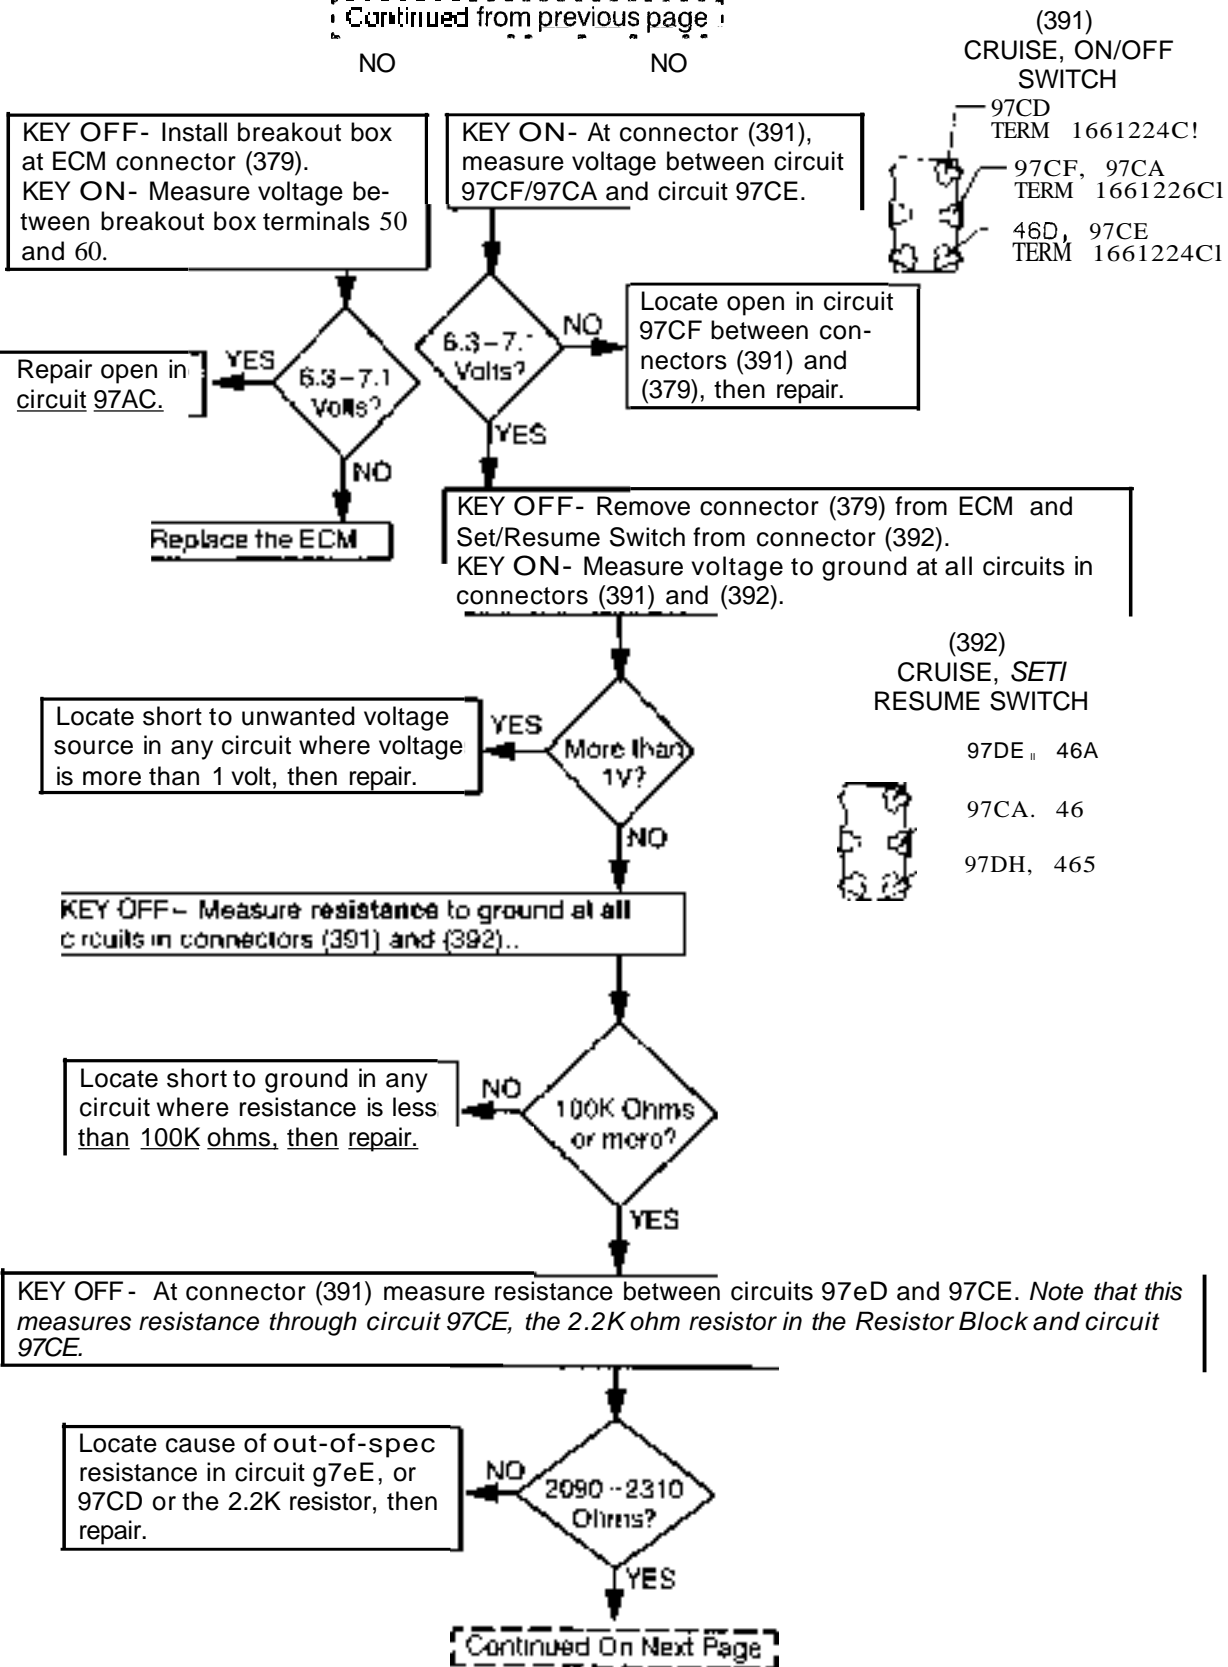 Continued from previous page
NO
NO
(391)
CRUISE, ON/OFF
SWITCH
97CD
TERM 1661224C!
97CF, 97CA
TERM 1661226Cl
46D, 97CE
TERM 1661224Cl
KEY OFF- Install breakout box
at ECM connector (379).
KEY ON- Measure voltage be-
tween breakout box terminals 50
and 60.
KEY ON- At connector (391),
measure voltage between circuit
97CF/97CA and circuit 97CE.
6.3–7.1
Volts?
NO
Locate open in circuit
97CF between con-
nectors (391) and
(379), then repair.
YES
Repair open in
circuit 97AC.
YES
6.3–7.1
Volts?
NO
Replace the ECM
KEY OFF- Remove connector (379) from ECM and
Set/Resume Switch from connector (392).
KEY ON- Measure voltage to ground at all circuits in
connectors (391) and (392).
(392)
CRUISE, SETI
RESUME SWITCH
97DE ॥ 46A
97CA. 46
97DH, 465
Locate short to unwanted voltage
source in any circuit where voltage
is more than 1 volt, then repair.
YES
More than
1V?
NO
KEY OFF– Measure resistance to ground at all
c rcuits in connectors (391) and (392)..
Locate short to ground in any
circuit where resistance is less
than 100K ohms, then repair.
NO
100K Ohms
or more?
YES
KEY OFF- At connector (391) measure resistance between circuits 97eD and 97CE. Note that this
measures resistance through circuit 97CE, the 2.2K ohm resistor in the Resistor Block and circuit
97CE.
Locate cause of out-of-spec
resistance in circuit g7eE, or
97CD or the 2.2K resistor, then
repair.
NO
2090--2310
Ohms?
YES
Continued On Next Page